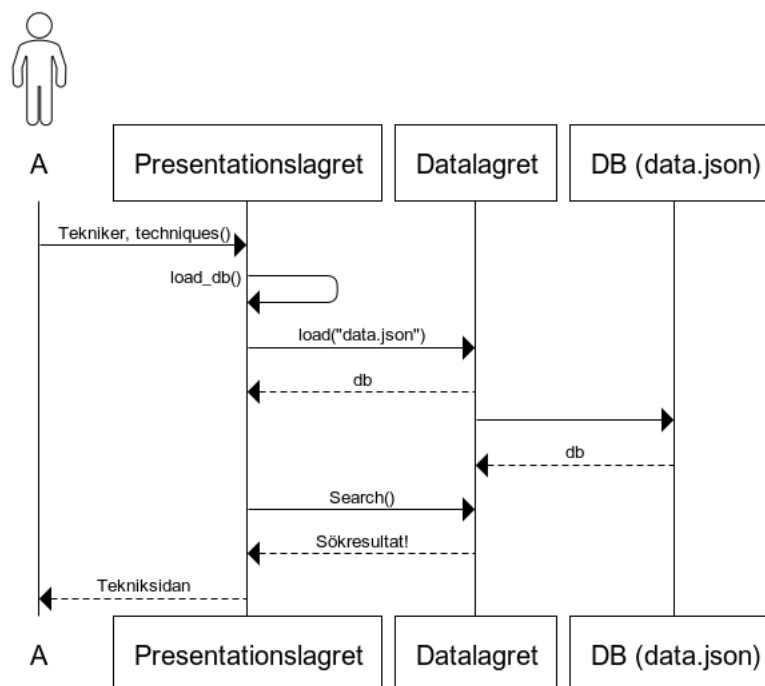 A
Presentationslagret
Datalagret
DB (data.json)
Tekniker, techniques()
load_db()
load("data.json")
db
db
Search()
Sökresultat!
Tekniksidan
A
Presentationslagret
Datalagret
DB (data.json)